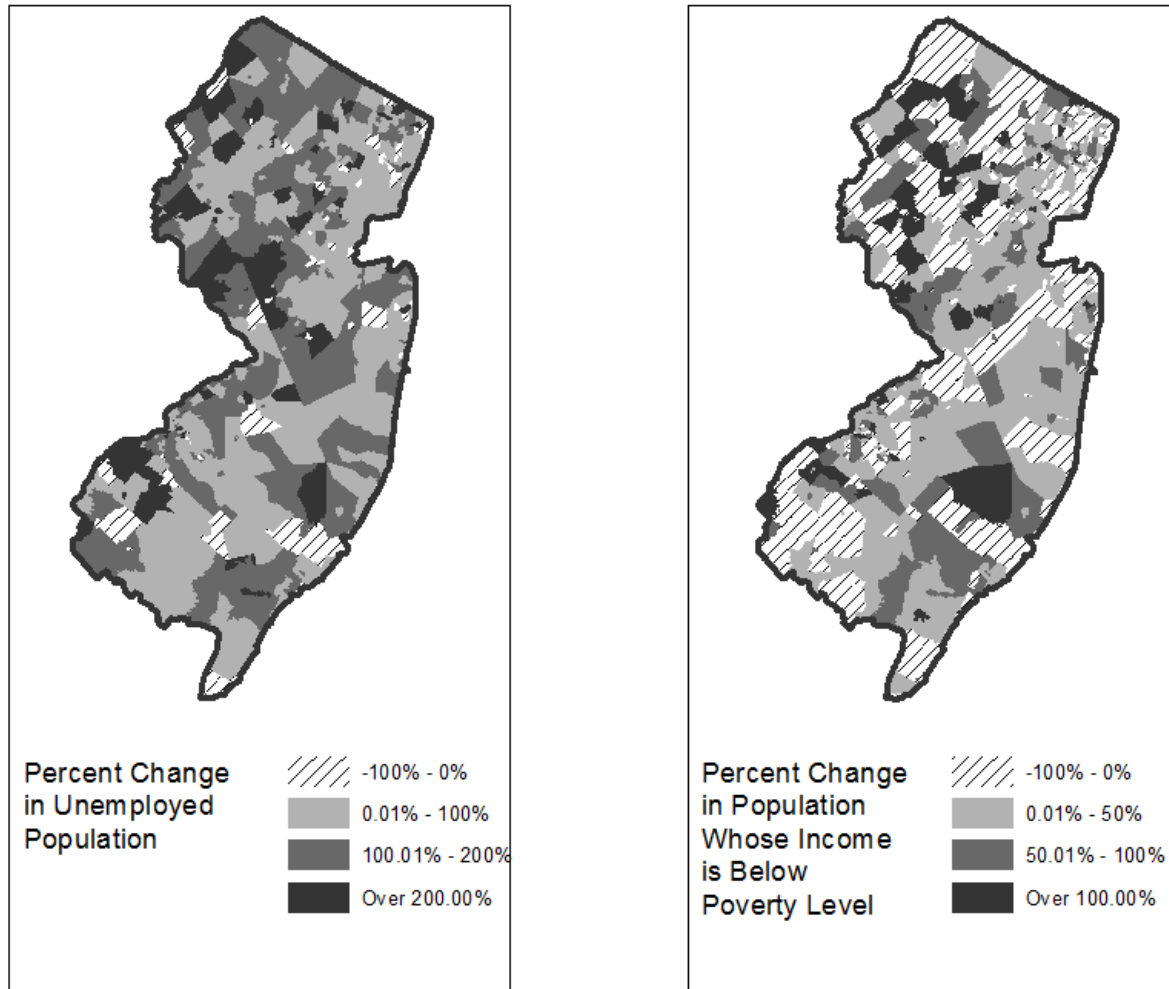 Percent Change
in Unemployed
Population
-100% - 0%
0.01% - 100%
100.01% - 200%
Over 200.00%
Percent Change
in Population
Whose Income
is Below
Poverty Level
-100% - 0%
0.01% - 50%
50.01% - 100%
Over 100.00%